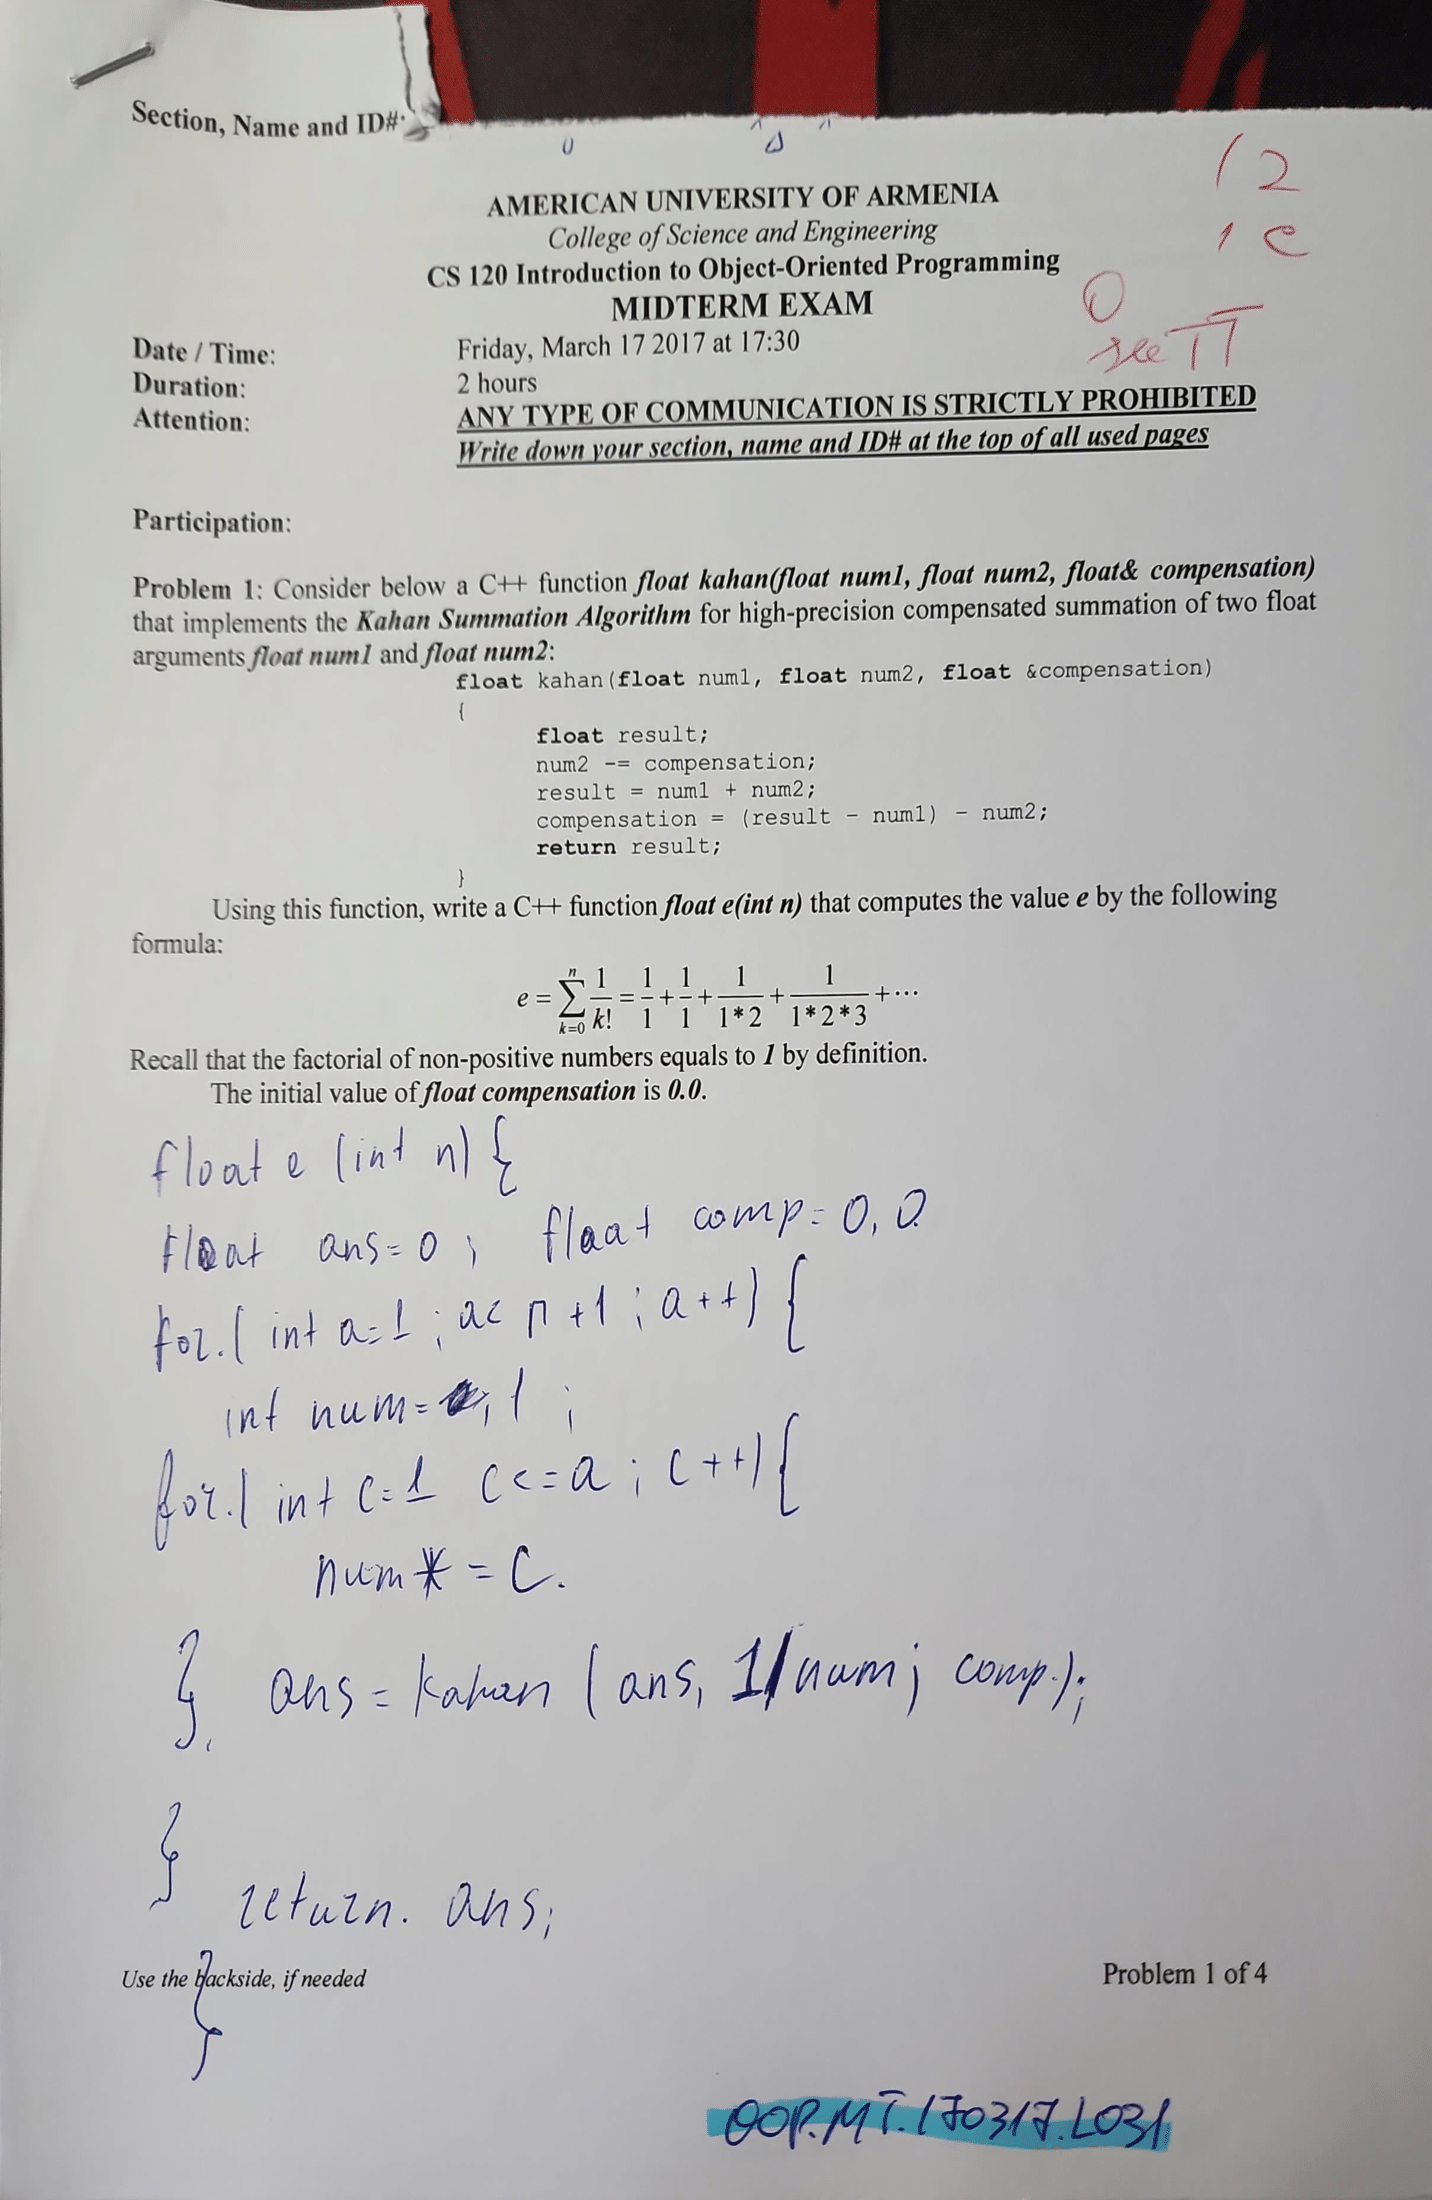 Section, Name and ID#:
12
1 e
AMERICAN UNIVERSITY OF ARMENIA
College of Science and Engineering
CS 120 Introduction to Object-Oriented Programming
MIDTERM EXAM
0
see
Date / Time: Friday, March 17 2017 at 17:30
Duration: 2 hours
Attention: ANY TYPE OF COMMUNICATION IS STRICTLY PROHIBITED
Write down your section, name and ID# at the top of all used pages
Participation:
Problem 1: Consider below a C++ function float kahan(float num1, float num2, float& compensation)
that implements the Kahan Summation Algorithm for high-precision compensated summation of two float
arguments float num1 and float num2:
float kahan(float num1, float num2, float &compensation)
{
float result;
num2 -= compensation;
result = num1 + num2;
compensation = (result - num1) - num2;
return result;
}
Using this function, write a C++ function float e(int n) that computes the value e by the following
formula:
e = ∑_{k=0}^{n} 1/k! = 1/1 + 1/1 + 1/1*2 + 1/1*2*3 + ⋯
Recall that the factorial of non-positive numbers equals to 1 by definition.
The initial value of float compensation is 0.0.
float e (int n) {
float ans=0; float comp=0,0
for.( int a=1; a< n+1; a++) {
int num= 1;
for.( int c=1 c<=a; c++) {
num* = c.
} ans = kahan (ans, 1/num; comp.);
}
return. ans;
Use the backside, if needed Problem 1 of 4
}
OOP.MT.170317.L031